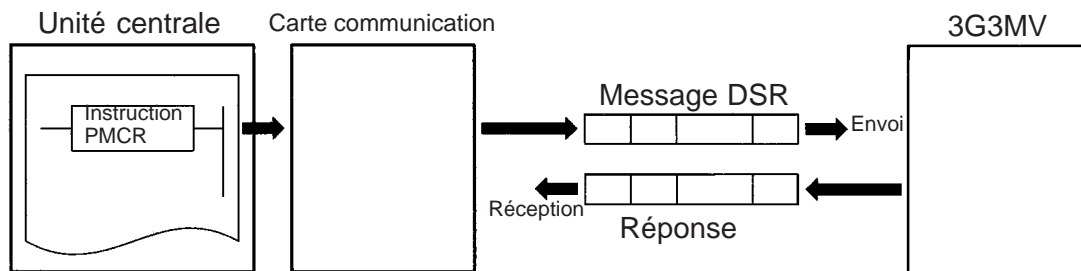 Unité centrale
Carte communication
3G3MV
Instruction
PMCR
Message DSR
Envoi
Réception
Réponse